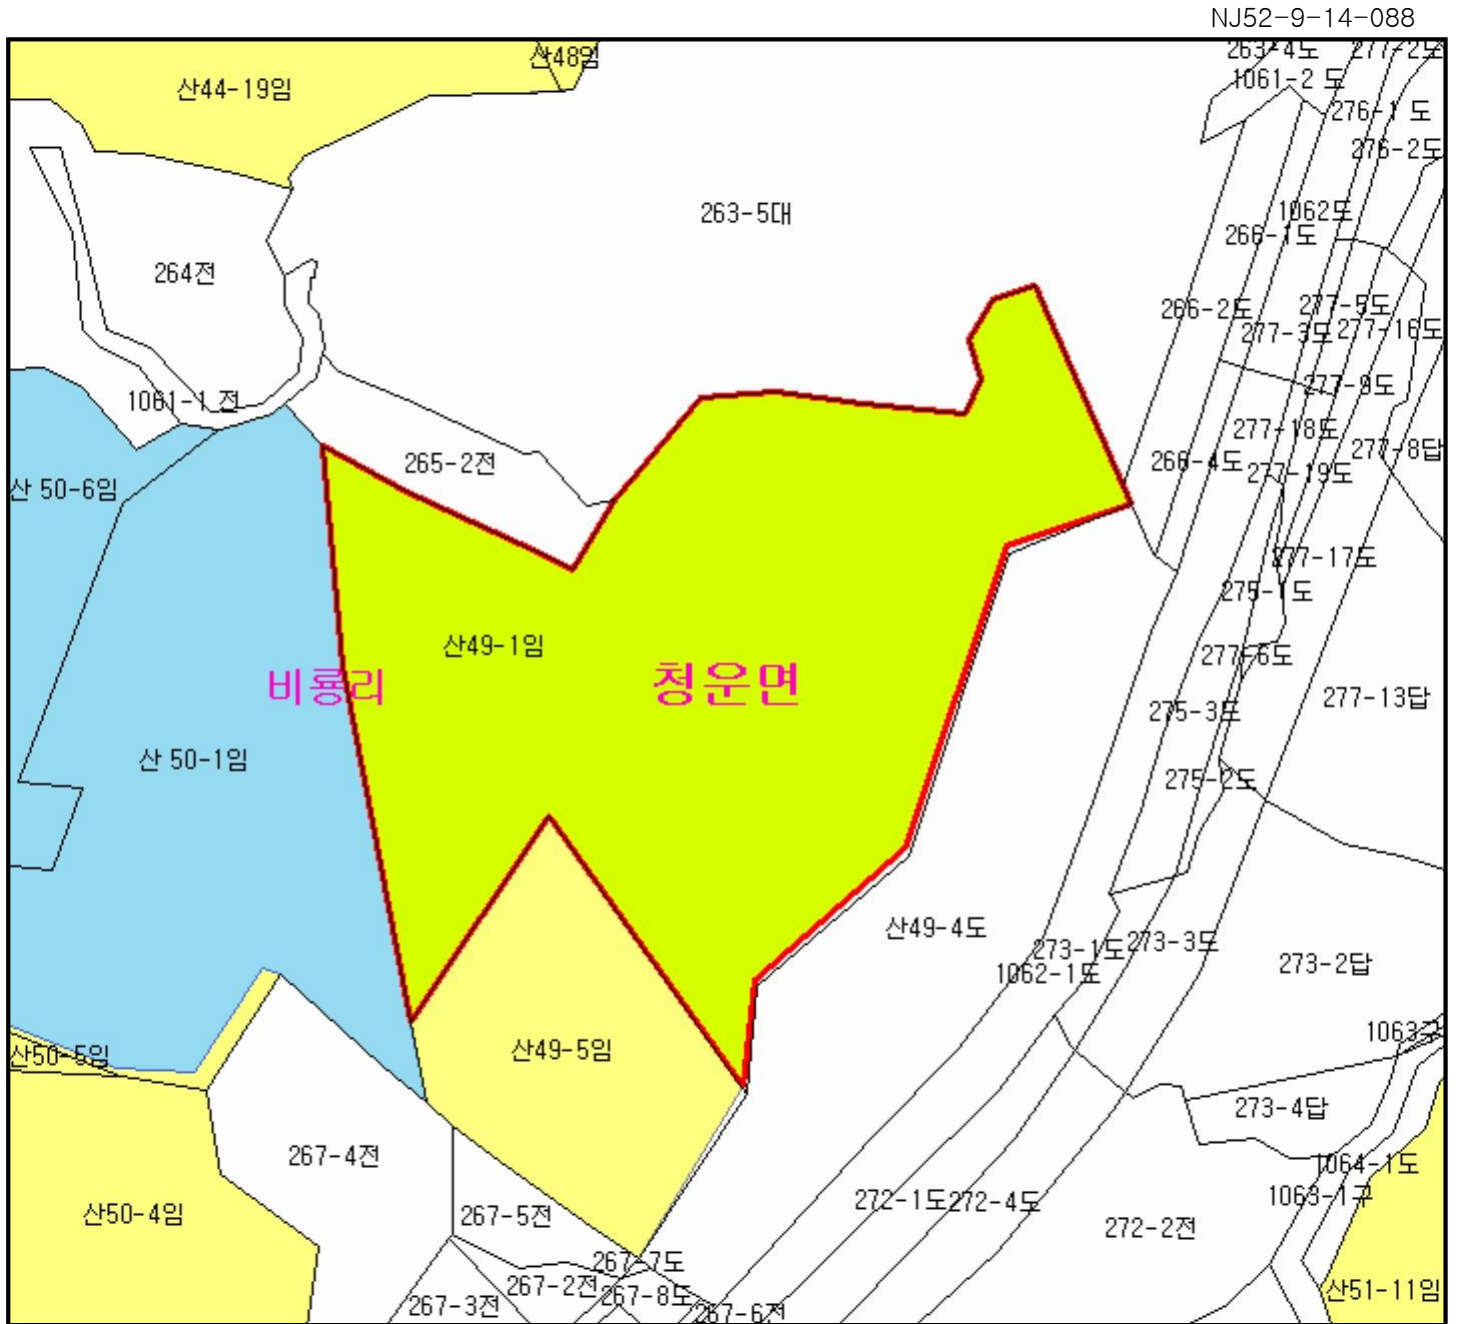 NJ52-9-14-088
산48임
263-4도
277-2도
산44-19임
1061-2 도
276-1 도
276-2도
263-5대
1062도
266-1도
264전
266-2도
277-5도
277-3도
277-16도
277-9도
1061-1 전
277-18도
277-8답
265-2전
266-4도
277-19도
산 50-6임
277-17도
275-1도
산49-1임
277-6도
비룡리
청운면
277-13답
275-3도
산 50-1임
275-2도
산49-4도
273-1도
273-3도
273-2답
1062-1도
1063구
산50-5임
산49-5임
273-4답
267-4전
1064-1도
1063-1구
산50-4임
267-5전
272-1도
272-4도
272-2전
267-7도
267-2전
267-8도
산51-11임
267-3전
267-6전